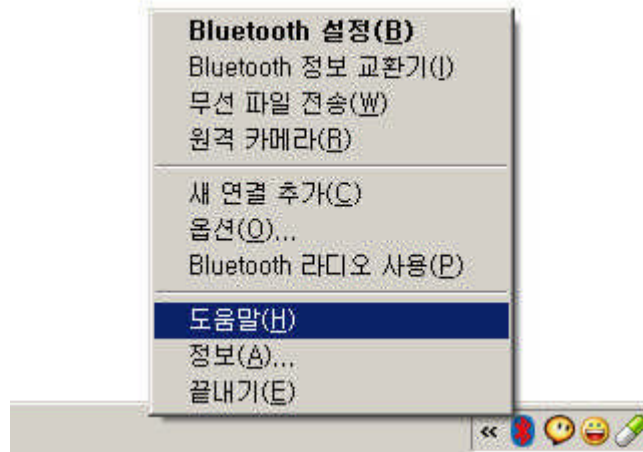 Bluetooth 설정(B)
Bluetooth 정보 교환기(I)
무선 파일 전송(W)
원격 카메라(R)
새 연결 추가(C)
옵션(O)...
Bluetooth 라디오 사용(P)
도움말(H)
정보(A)...
끝내기(E)
«